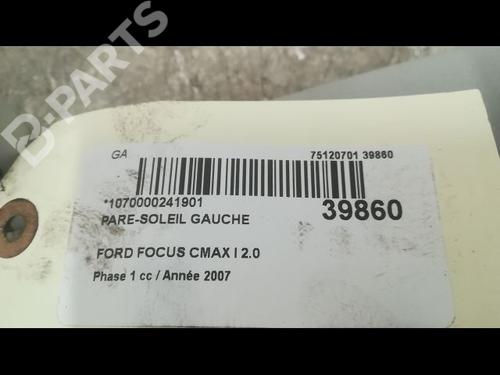 B-PARTS
GA
75120701 39860
*1070000241901
39860
PARE-SOLEIL GAUCHE
FORD FOCUS CMAX I 2.0
Phase 1 cc / Année 2007